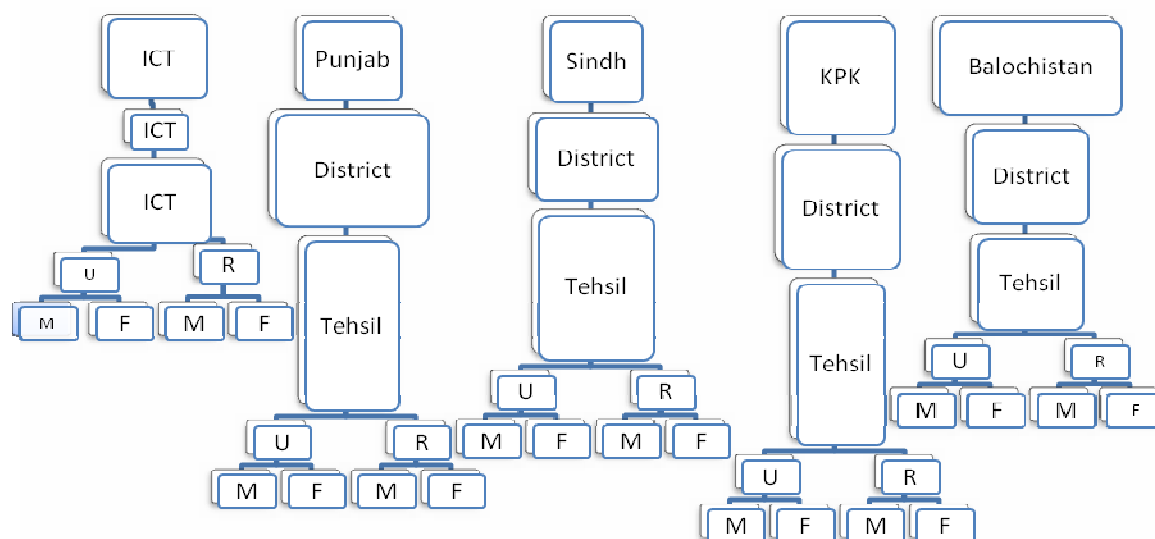 ICT
ICT
ICT
U
R
M
F
M
F
Punjab
District
Tehsil
U
R
M
F
M
F
Sindh
District
Tehsil
U
R
M
F
M
F
KPK
District
Tehsil
U
R
M
F
M
F
Balochistan
District
Tehsil
U
R
M
F
M
F